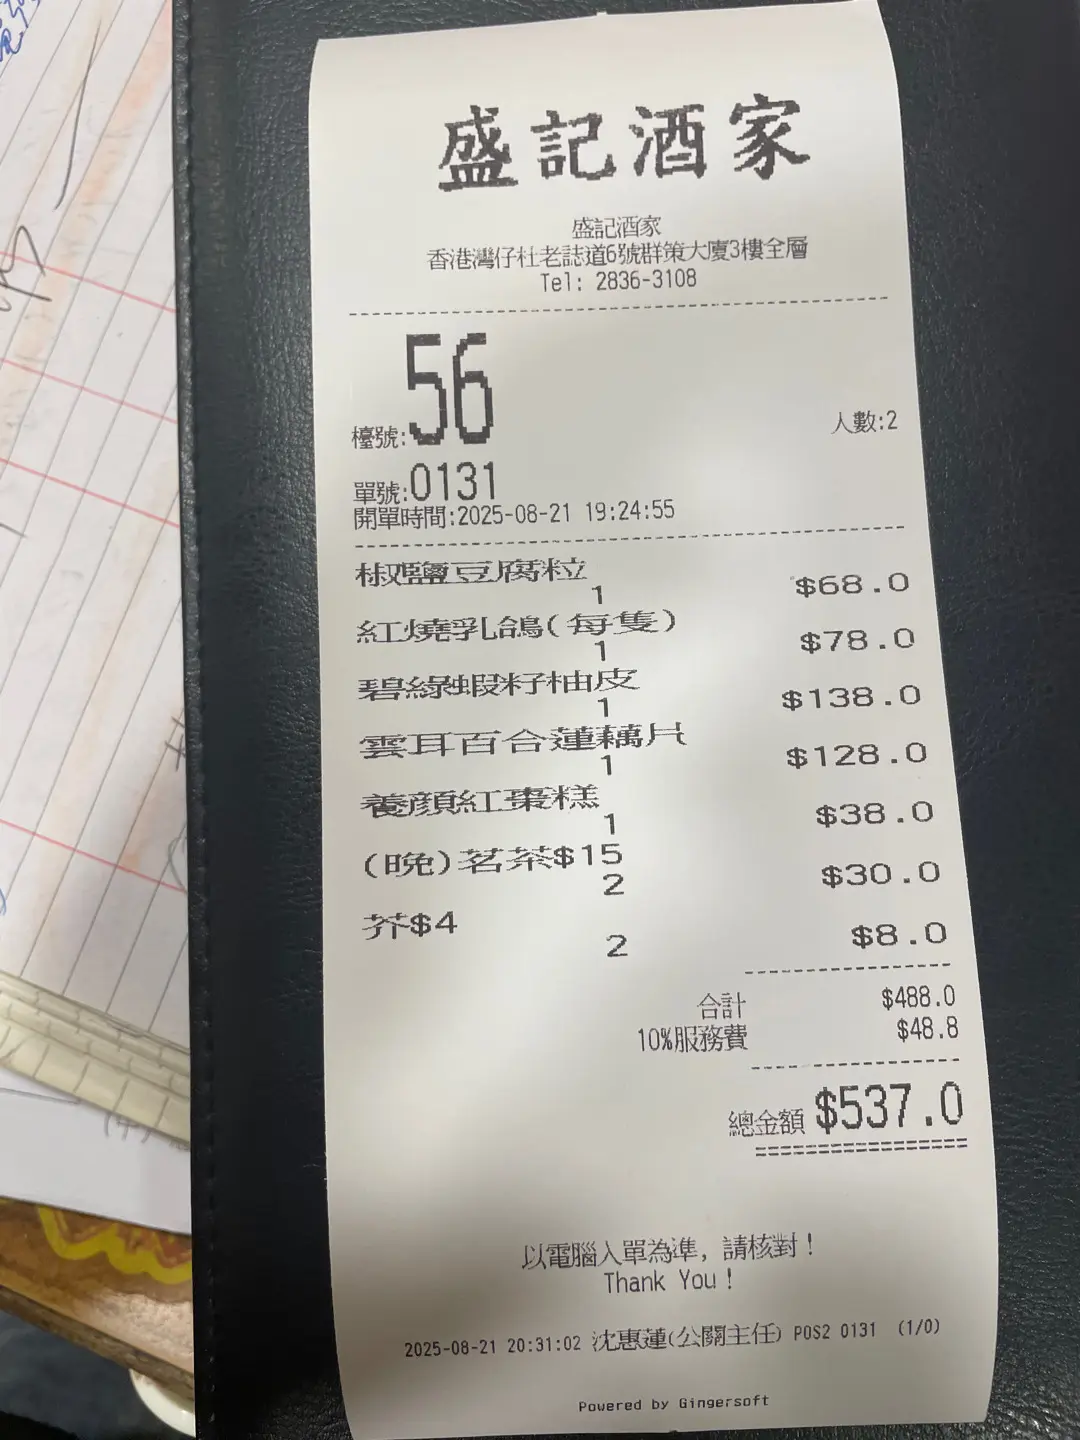 盛記酒家
盛記酒家
香港灣仔杜老誌道6號群策大廈3樓全層
Tel: 2836-3108
檯號:56 人數:2
單號:0131
開單時間:2025-08-21 19:24:55
椒鹽豆腐粒
1 $68.0
紅燒乳鴿(每隻)
1 $78.0
碧綠蝦籽柚皮
1 $138.0
雲耳百合蓮藕片
1 $128.0
養顏紅棗糕
1 $38.0
(晚)茗茶$15
2 $30.0
芥$4
2 $8.0
合計 $488.0
10%服務費 $48.8
總金額 $537.0
以電腦入單為準，請核對！
Thank You！
2025-08-21 20:31:02 沈惠蓮(公關主任) POS2 0131 (1/0)
Powered by Gingersoft